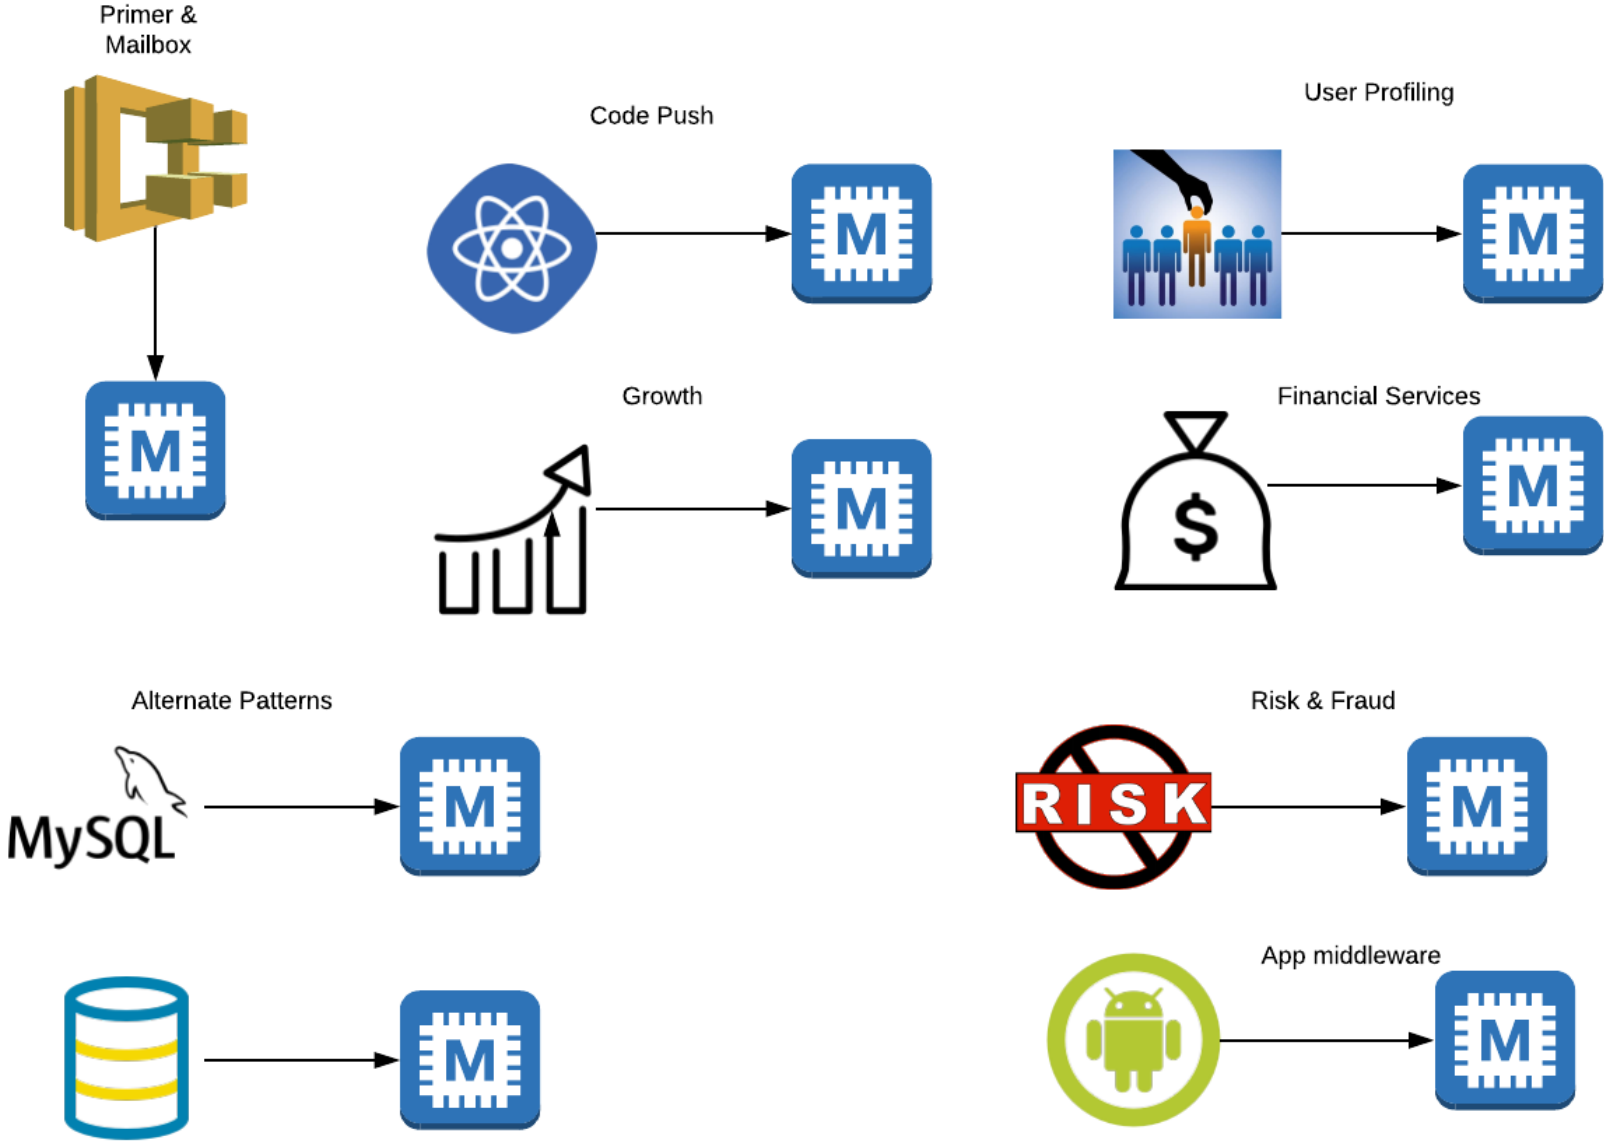 Primer &
Mailbox
Code Push
User Profiling
M
M
M
Growth
Financial Services
M
M
$
Alternate Patterns
Risk & Fraud
MySQL
M
RISK
M
App middleware
M
M